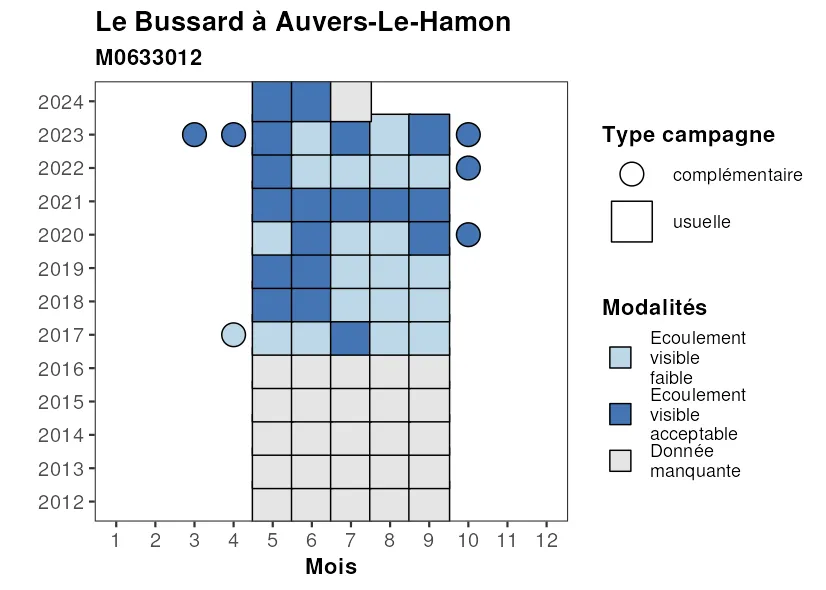 Le Bussard à Auvers-Le-Hamon
M0633012
2024
2023
2022
2021
2020
2019
2018
2017
2016
2015
2014
2013
2012
1 2 3 4 5 6 7 8 9 10 11 12
Mois
Type campagne
complémentaire
usuelle
Modalités
Ecoulement
visible
faible
Ecoulement
visible
acceptable
Donnée
manquante